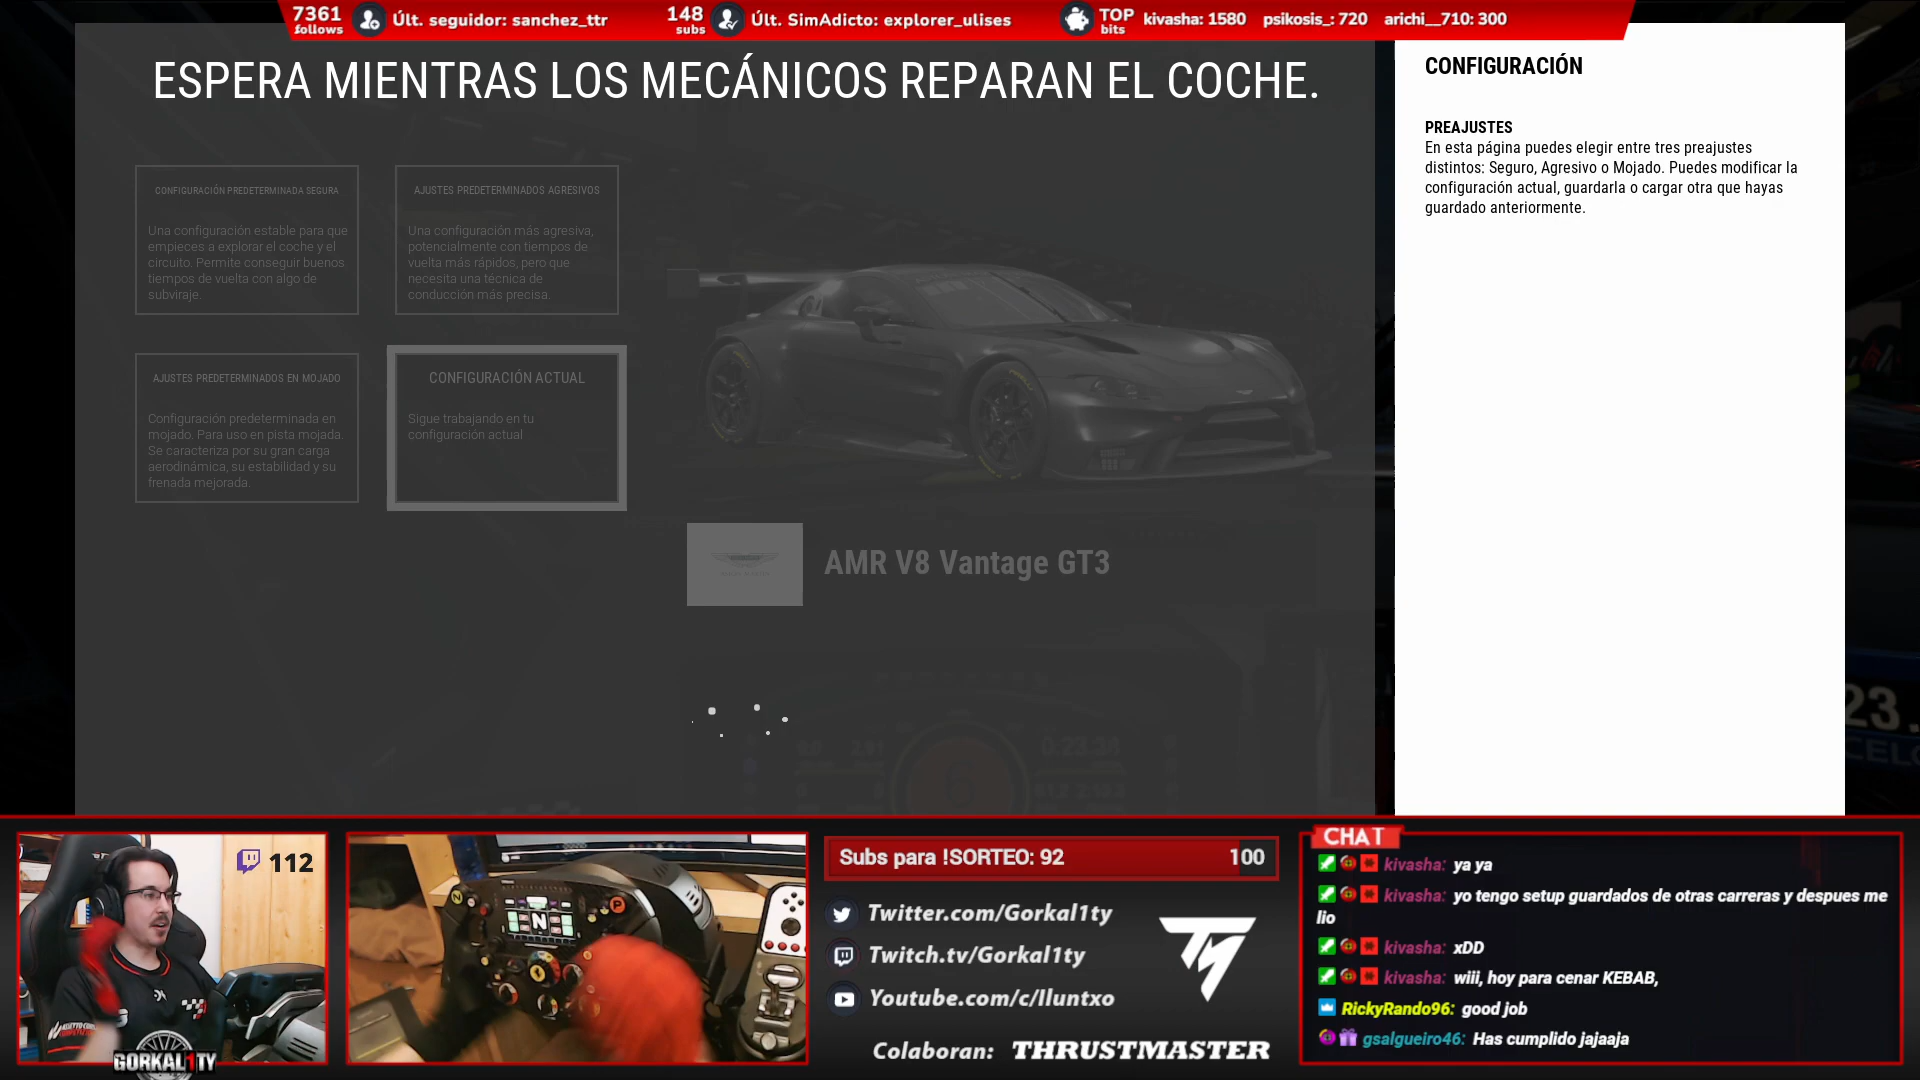 7361 follows
Últ. seguidor: sanchez_ttr
148 subs
Últ. SimAdicto: explorer_ulises
TOP bits
kivasha: 1580 psikosis_: 720 arichi__710: 300
ESPERA MIENTRAS LOS MECÁNICOS REPARAN EL COCHE.
CONFIGURACIÓN PREDETERMINADA SEGURA
Una configuración estable para que
empieces a explorar el coche y el
circuito. Permite conseguir buenos
tiempos de vuelta con algo de
subviraje.
AJUSTES PREDETERMINADOS AGRESIVOS
Una configuración más agresiva,
potencialmente con tiempos de
vuelta más rápidos, pero que
necesita una técnica de
conducción más precisa.
AJUSTES PREDETERMINADOS EN MOJADO
Configuración predeterminada en
mojado. Para uso en pista mojada.
Se caracteriza por su gran carga
aerodinámica, su estabilidad y su
frenada mejorada.
CONFIGURACIÓN ACTUAL
Sigue trabajando en tu
configuración actual
AMR V8 Vantage GT3
CONFIGURACIÓN
PREAJUSTES
En esta página puedes elegir entre tres preajustes
distintos: Seguro, Agresivo o Mojado. Puedes modificar la
configuración actual, guardarla o cargar otra que hayas
guardado anteriormente.
23.
CELO
112
GORKAL1TY
N
P
N
Subs para !SORTEO: 92 100
Twitter.com/Gorkal1ty
Twitch.tv/Gorkal1ty
Youtube.com/c/Iluntxo
Colaboran: THRUSTMASTER
CHAT
kivasha: ya ya
kivasha: yo tengo setup guardados de otras carreras y despues me
lio
kivasha: xDD
kivasha: wiii, hoy para cenar KEBAB,
RickyRando96: good job
gsalgueiro46: Has cumplido jajaaja